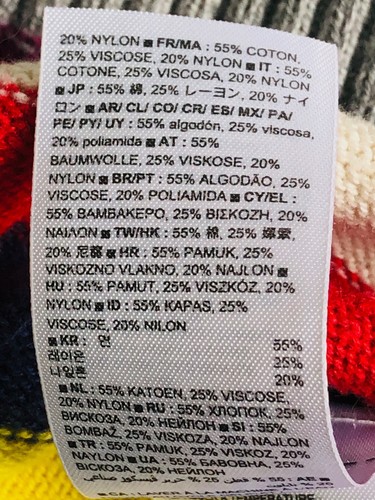 20% NYLON ■ FR/MA : 55% COTON,
25% VISCOSE, 20% NYLON ■ IT : 55%
COTONE, 25% VISCOSA, 20% NYLON
■ JP : 55% 綿, 25% レーヨン, 20% ナイ
ロン ■ AR/ CL/ CO/ CR/ ES/ MX/ PA/
PE/ PY/ UY : 55% algodón, 25% viscosa,
20% poliamida ■ AT : 55%
BAUMWOLLE, 25% VISKOSE, 20%
NYLON ■ BR/PT : 55% ALGODÃO, 25%
VISCOSE, 20% POLIAMIDA ■ CY/EL :
55% ΒΑΜΒΑΚΕΡΟ, 25% ΒΙΣΚΟΖΗ, 20%
ΝΑΙΛΟΝ ■ TW/HK : 55% 棉, 25% 嫘縈,
20% 尼龍 ■ HR : 55% PAMUK, 25%
VISKOZNO VLAKNO, 20% NAJLON ■
HU : 55% PAMUT, 25% VISZKÓZ, 20%
NYLON ■ ID : 55% KAPAS, 25%
VISCOSE, 20% NILON
■ KR : 면 55%
레이온 25%
나일론 20%
■ NL : 55% KATOEN, 25% VISCOSE,
20% NYLON ■ RU : 55% ХЛОПОК, 25%
ВИСКОЗА, 20% НЕЙЛОН ■ SI : 55%
BOMBAŽ, 25% VISKOZA, 20% NAJLON
■ TR : 55% PAMUK, 25% VISKOZ, 20%
NAYLON ■ UA : 55% БАВОВНА, 25%
ВІСКОЗА, 20% НЕЙЛОН